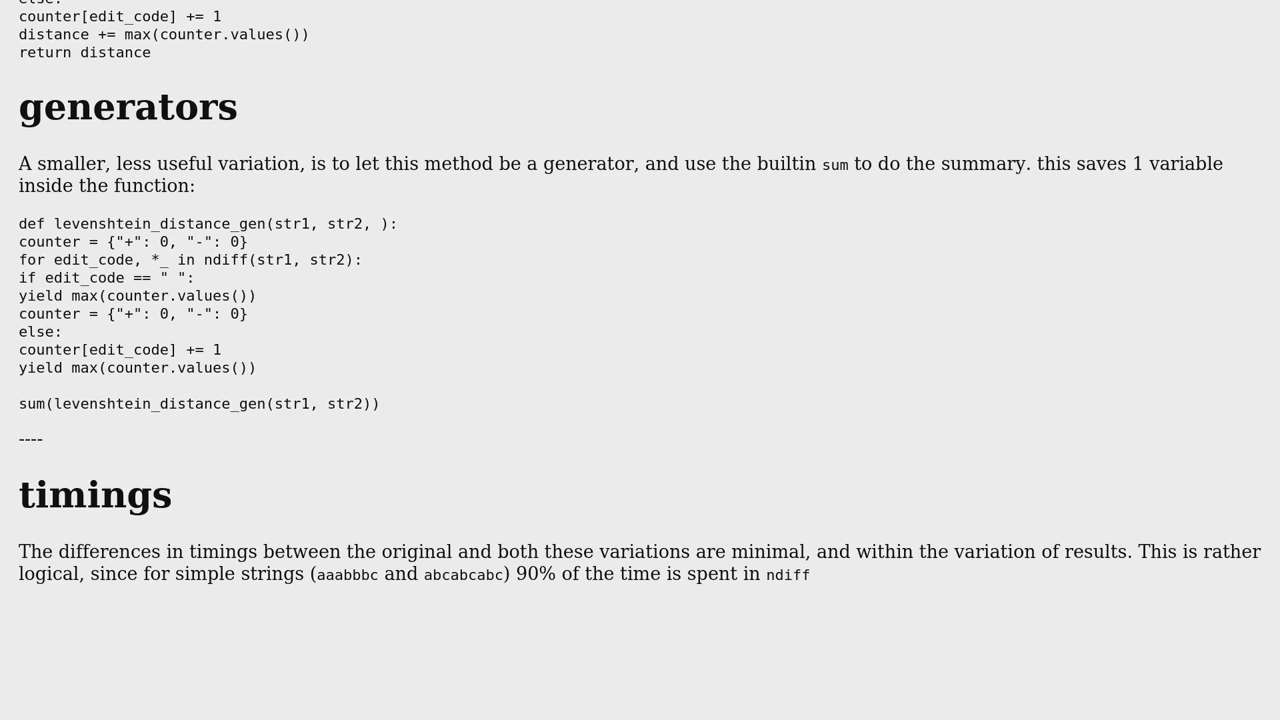 else:
counter[edit_code] += 1
distance += max(counter.values())
return distance
generators
A smaller, less useful variation, is to let this method be a generator, and use the builtin sum to do the summary. this saves 1 variable
inside the function:
def levenshtein_distance_gen(str1, str2, ):
counter = {"+": 0, "-": 0}
for edit_code, *_ in ndiff(str1, str2):
if edit_code == " ":
yield max(counter.values())
counter = {"+": 0, "-": 0}
else:
counter[edit_code] += 1
yield max(counter.values())
sum(levenshtein_distance_gen(str1, str2))
----
timings
The differences in timings between the original and both these variations are minimal, and within the variation of results. This is rather
logical, since for simple strings (aaabbbc and abcabcabc) 90% of the time is spent in ndiff